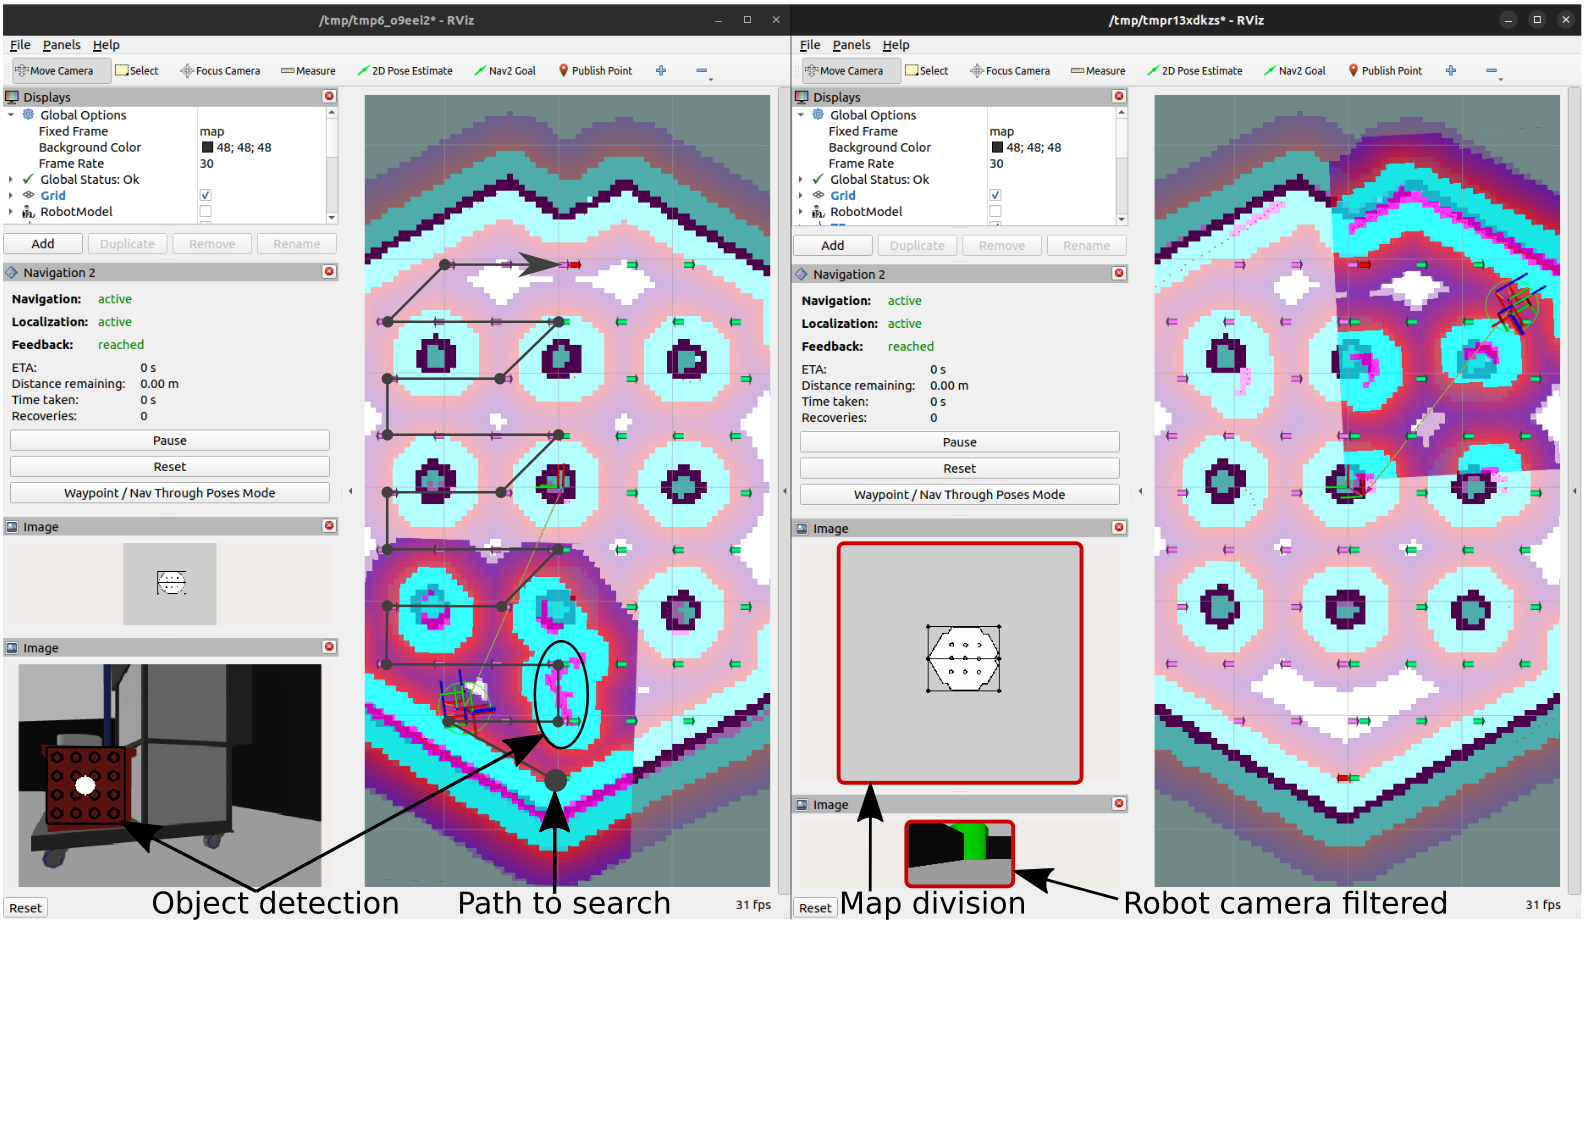 /tmp/tmp6_o9eei2* - RViz
File Panels Help
Move Camera Select Focus Camera Measure 2D Pose Estimate Nav2 Goal Publish Point
Displays
Global Options
Fixed Frame map
Background Color 48; 48; 48
Frame Rate 30
Global Status: Ok
Grid
RobotModel
Add Duplicate Remove Rename
Navigation 2
Navigation: active
Localization: active
Feedback: reached
ETA: 0 s
Distance remaining: 0.00 m
Time taken: 0 s
Recoveries: 0
Pause
Reset
Waypoint / Nav Through Poses Mode
Image
Image
Object detection
Path to search
Reset
31 fps
/tmp/tmpr13xdkzs* - RViz
File Panels Help
Move Camera Select Focus Camera Measure 2D Pose Estimate Nav2 Goal Publish Point
Displays
Global Options
Fixed Frame map
Background Color 48; 48; 48
Frame Rate 30
Global Status: Ok
Grid
RobotModel
Add Duplicate Remove Rename
Navigation 2
Navigation: active
Localization: active
Feedback: reached
ETA: 0 s
Distance remaining: 0.00 m
Time taken: 0 s
Recoveries: 0
Pause
Reset
Waypoint / Nav Through Poses Mode
Image
Image
Map division
Robot camera filtered
Reset
31 fps